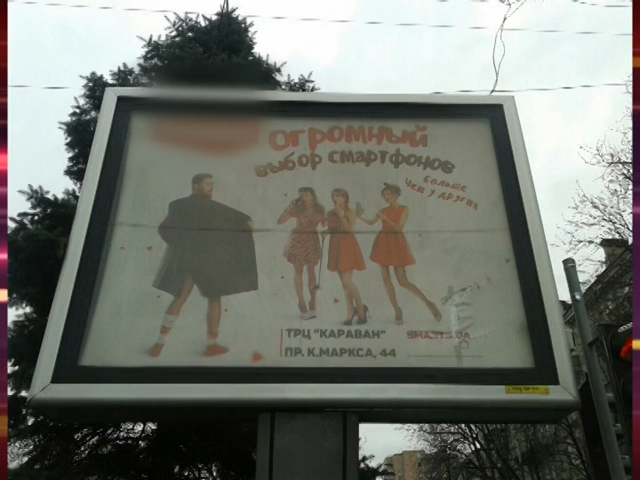 ОГРОМНЫЙ
ВЫБОР СМАРТФОНОВ
БОЛЬШЕ
ЧЕМ У ДРУГИХ
ТРЦ "КАРАВАН"
ПР. К.МАРКСА, 44